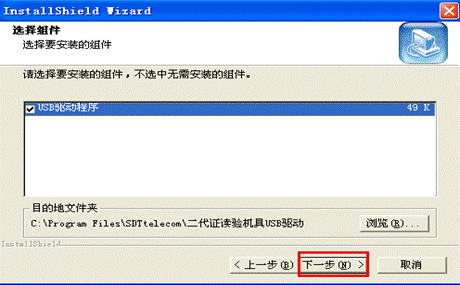 InstallShield Wizard
选择组件
选择要安装的组件
请选择要安装的组件，不选中无需安装的组件。
USB驱动程序 49 K
目的地文件夹
C:\Program Files\SDTtelecom\二代证读验机具USB驱动 浏览(R)...
InstallShield
< 上一步(B) 下一步(N) > 取消